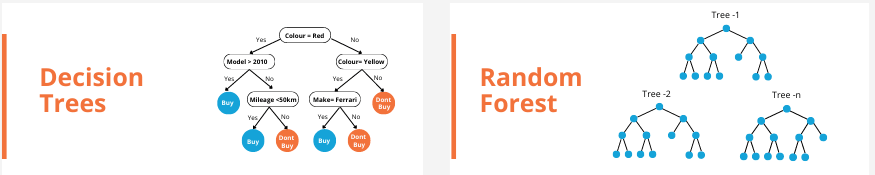 Decision
Trees
Colour = Red
Yes
No
Model > 2010
Colour= Yellow
Yes
No
Yes
No
Buy
Mileage <50km
Make= Ferrari
Dont
Buy
Yes
No
Yes
No
Buy
Dont
Buy
Buy
Dont
Buy
Random
Forest
Tree -1
Tree -2
Tree -n